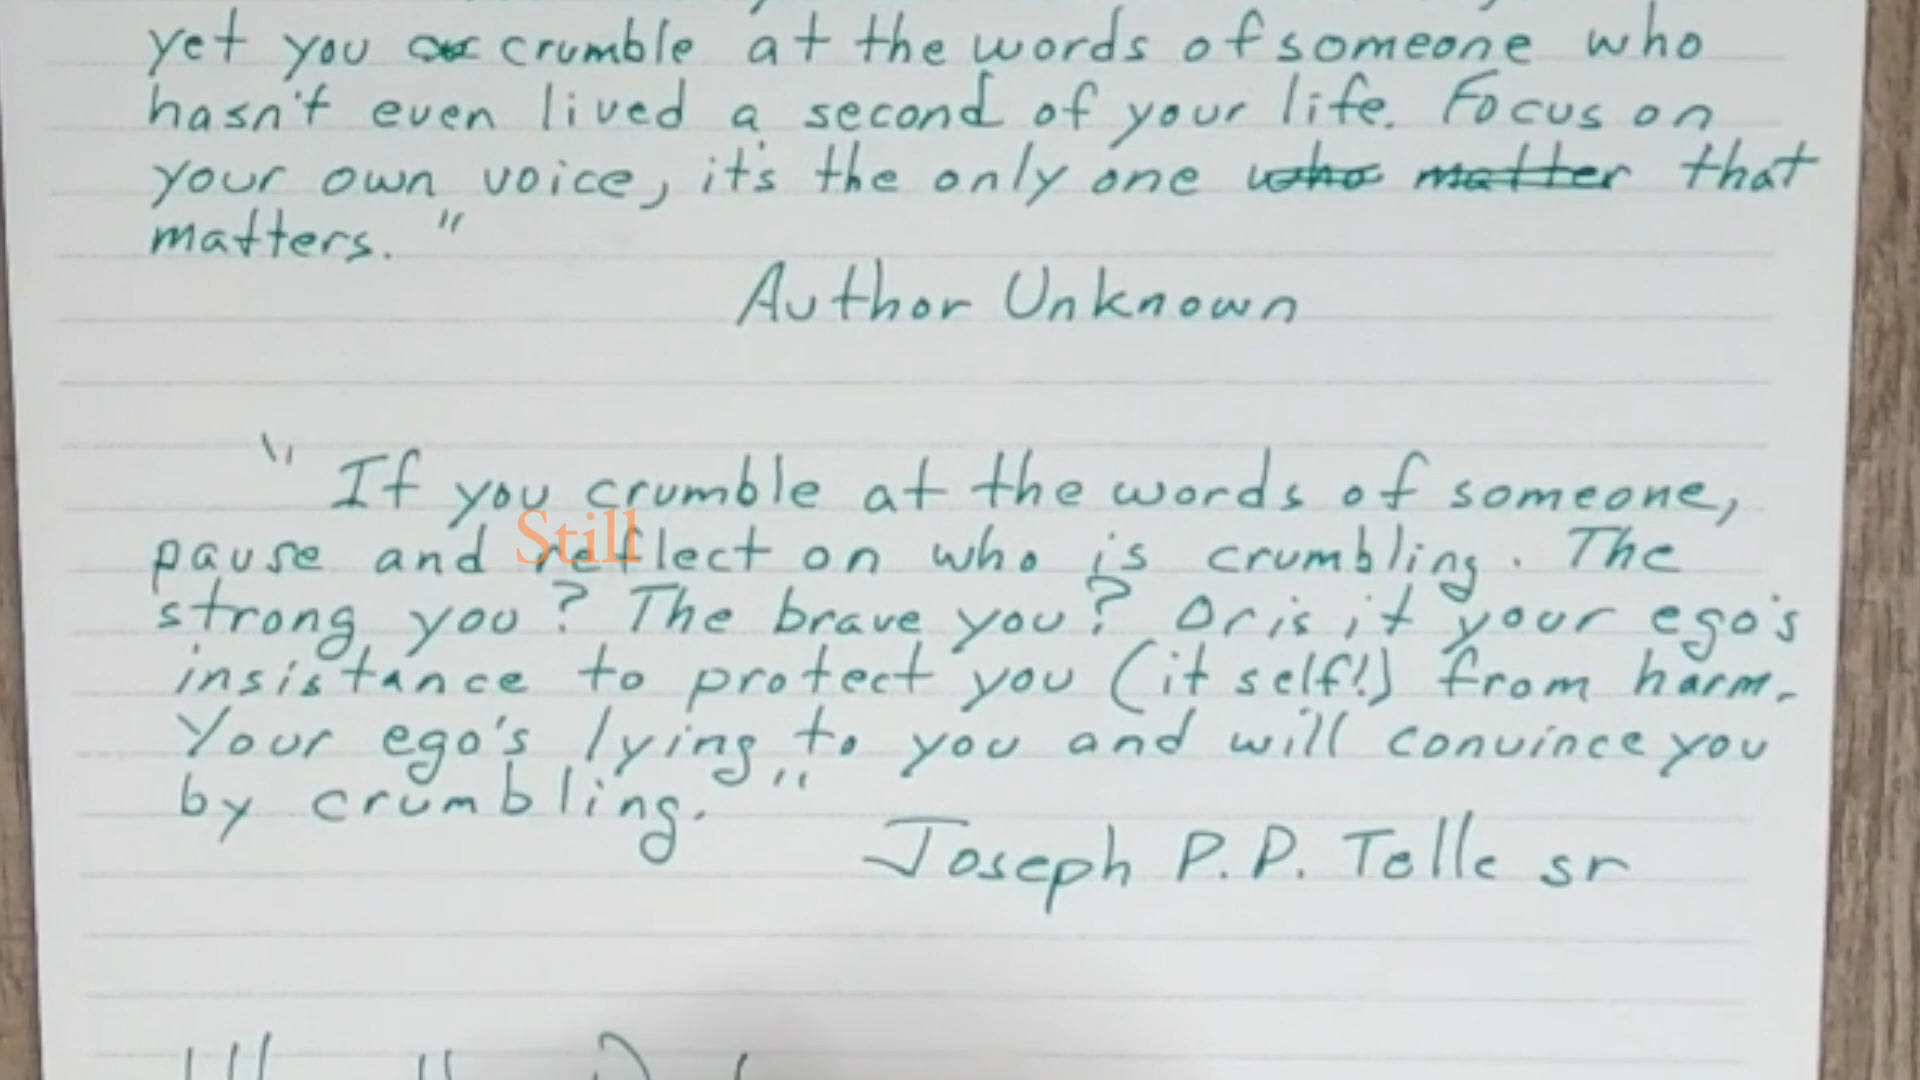 yet you crumble at the words of someone who
hasn't even lived a second of your life. Focus on
your own voice, it's the only one who matter that
matters."
Author Unknown
"If you crumble at the words of someone,
Still
pause and reflect on who is crumbling. The
strong you? The brave you? Or is it your ego's
insistance to protect you (it self!) from harm.
Your ego's lying to you and will convince you
by crumbling."
Joseph P.P. Tolle sr